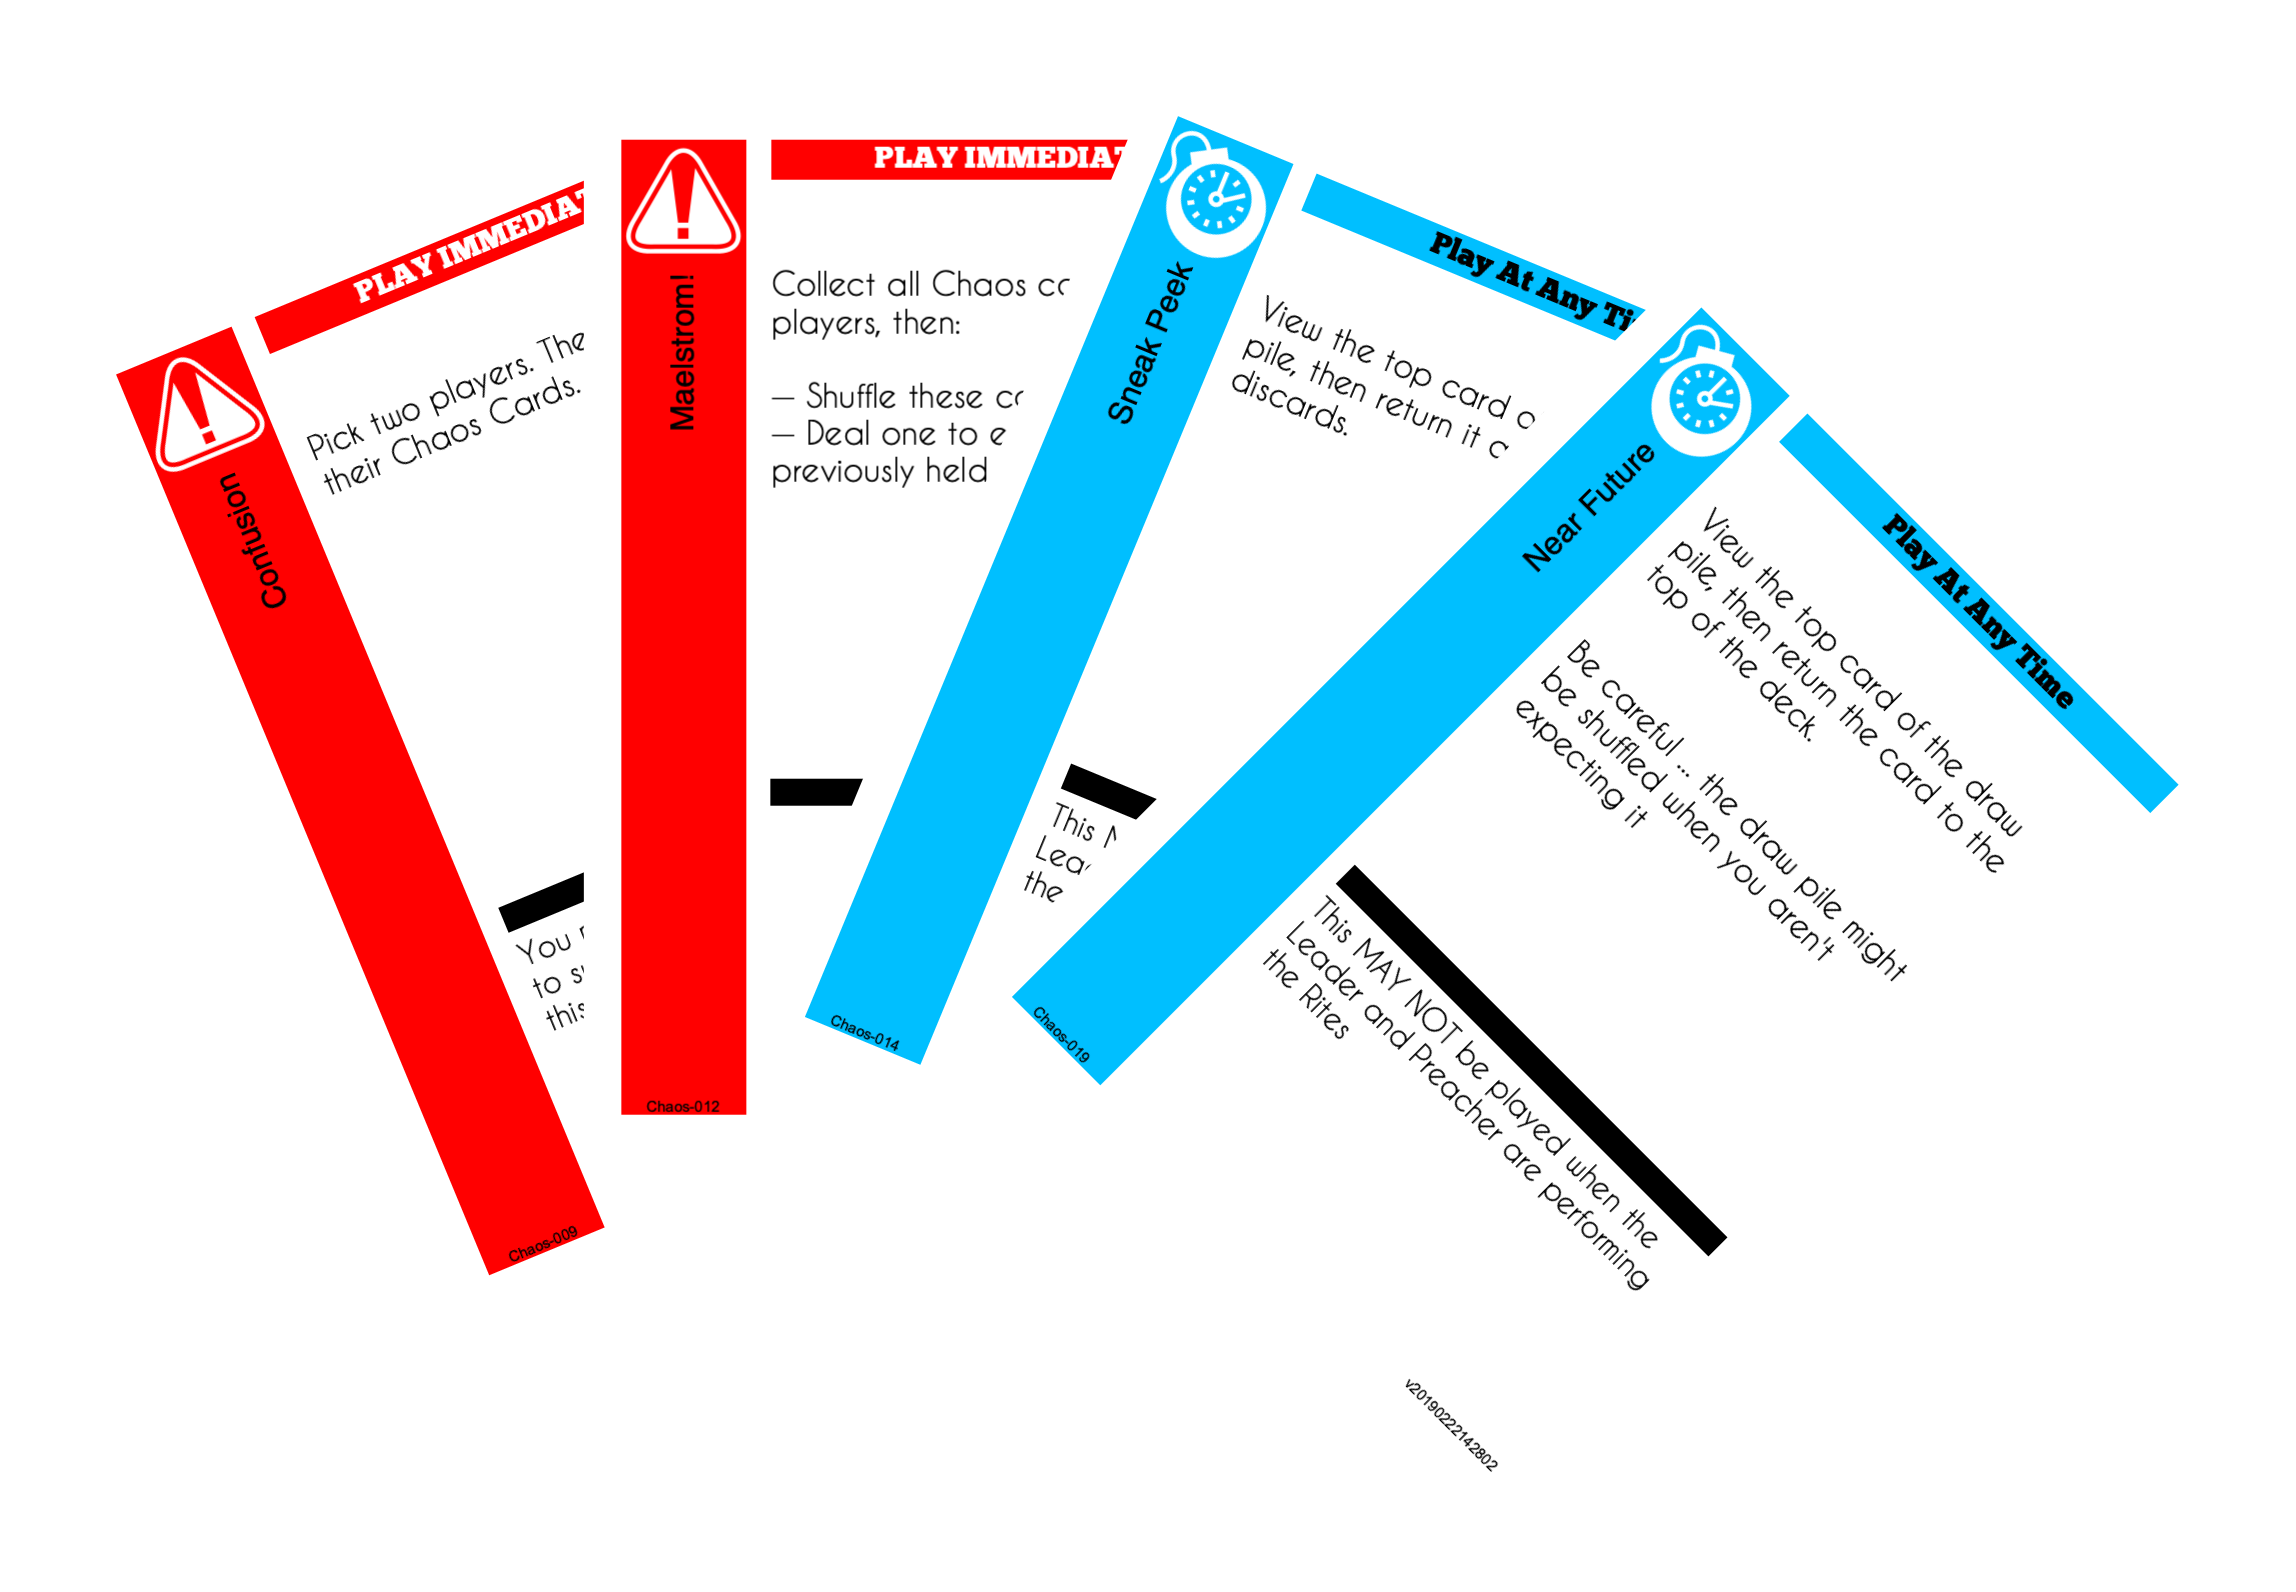 PLAY IMMEDIAT
Confusion
Pick two players. The
their Chaos Cards.
You
to
this
Chaos-009
PLAY IMMEDIAT
Maelstrom!
Collect all Chaos
players, then:
— Shuffle these
— Deal one to
previously held
Chaos-012
Play At Any Ti
Sneak Peek
View the top card
pile, then return it
discards.
This
the
Chaos-014
Play At Any Time
Near Future
View the top card of the draw
pile, then return the card to the
top of the deck.
Be careful ... the draw pile might
be shuffled when you aren't
expecting it
This MAY NOT be played when the
Leader and Preacher are performing
the Rites
Chaos-019
v20190222142802